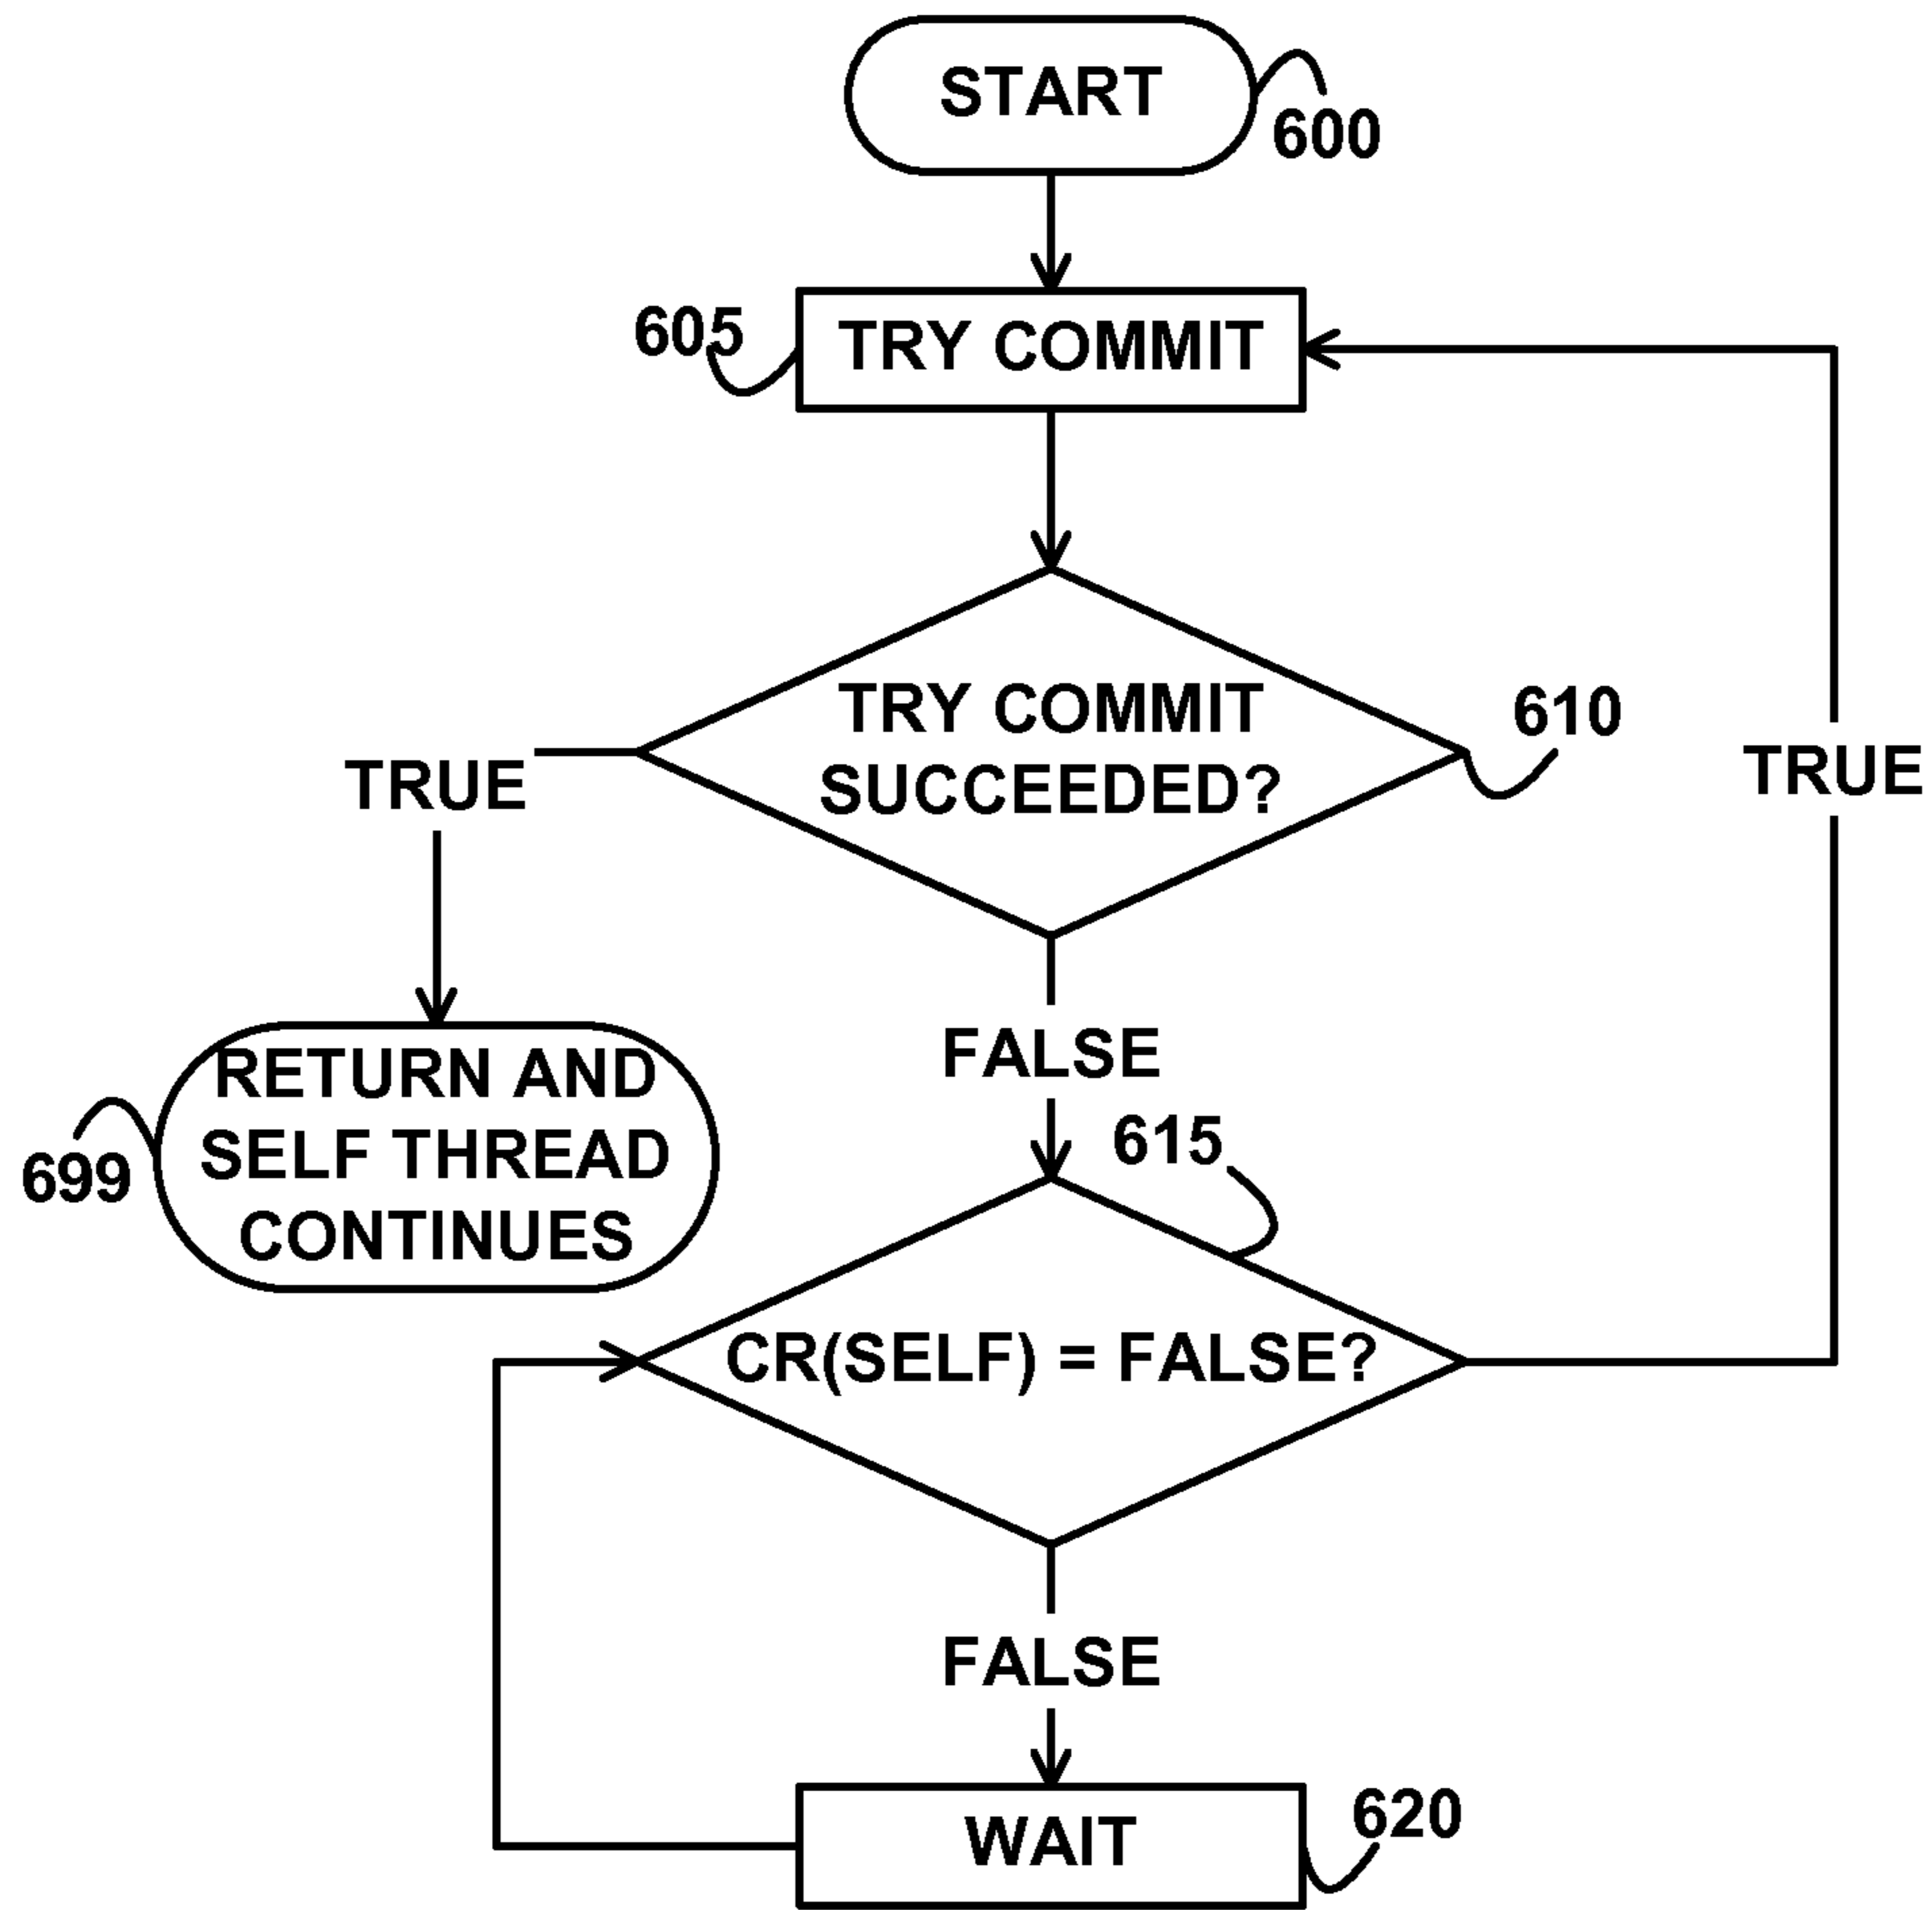 START
600
605
TRY COMMIT
TRY COMMIT
SUCCEEDED?
610
TRUE
TRUE
FALSE
615
RETURN AND
SELF THREAD
CONTINUES
699
CR(SELF) = FALSE?
FALSE
WAIT
620